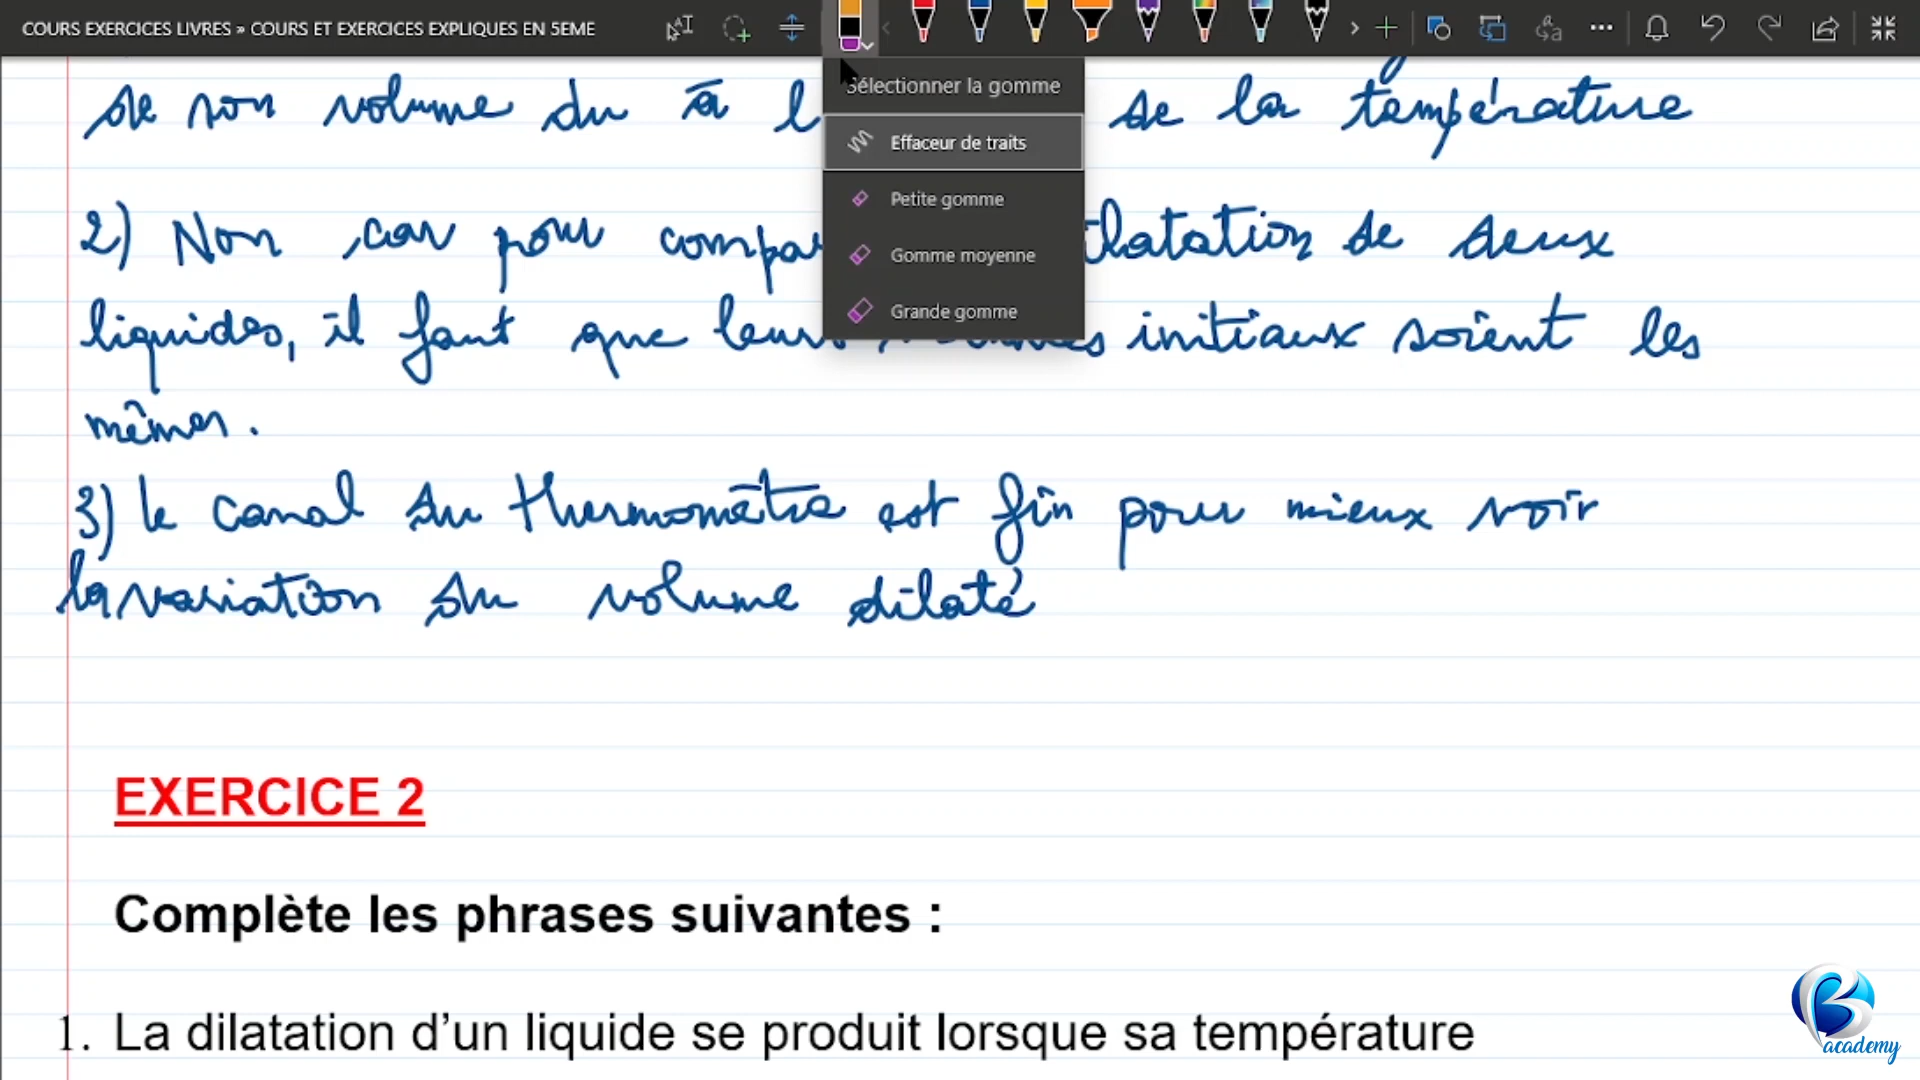 COURS EXERCICES LIVRES » COURS ET EXERCICES EXPLIQUES EN 5EME
Sélectionner la gomme
Effaceur de traits
Petite gomme
Gomme moyenne
Grande gomme
de son volume du à l de la température
2) Non car pour compa ilatation de deux
liquides, il faut que leur initiaux soient les
mêmes.
3) le canal du thermomètre est fin pour mieux voir
la variation du volume dilaté
EXERCICE 2
Complète les phrases suivantes :
1. La dilatation d’un liquide se produit lorsque sa température
B academy